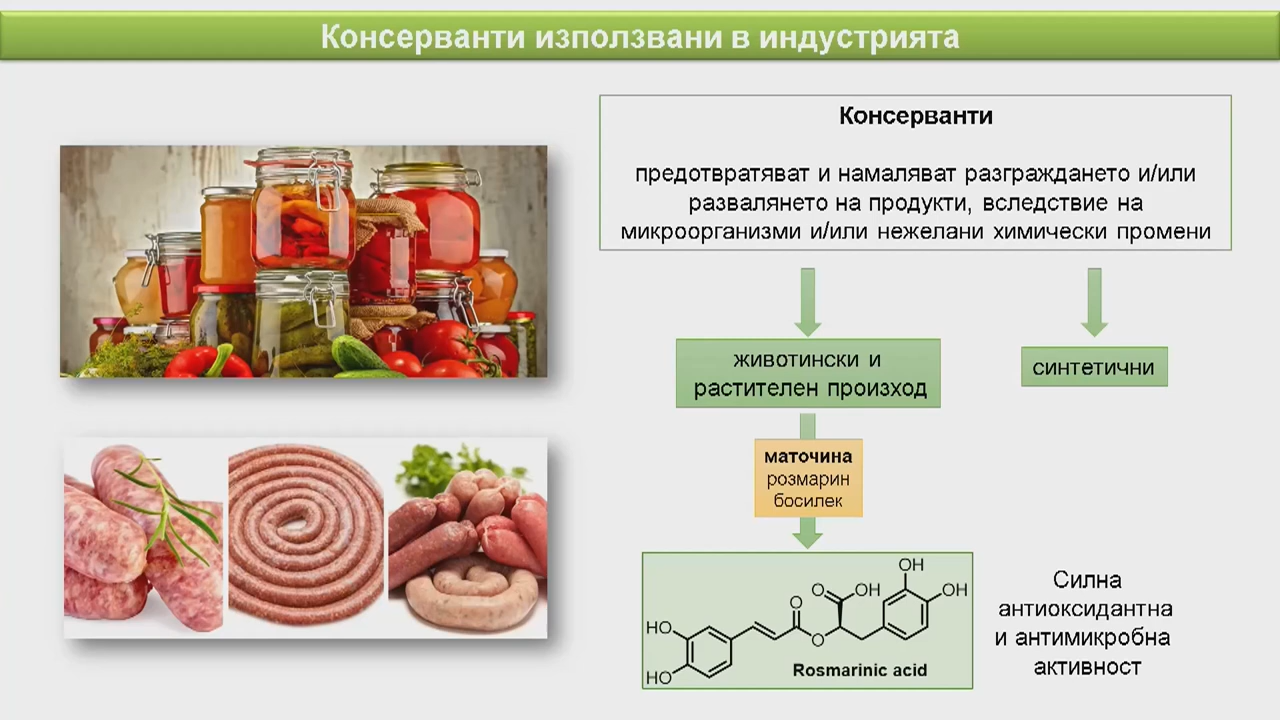 Консерванти използвани в индустрията
Консерванти
предотвратяват и намаляват разграждането и/или
развалянето на продукти, вследствие на
микроорганизми и/или нежелани химически промени
животински и
растителен произход
синтетични
маточина
розмарин
босилек
OH
O
OH
OH
O
O
HO
HO
Rosmarinic acid
Силна
антиоксидантна
и антимикробна
активност